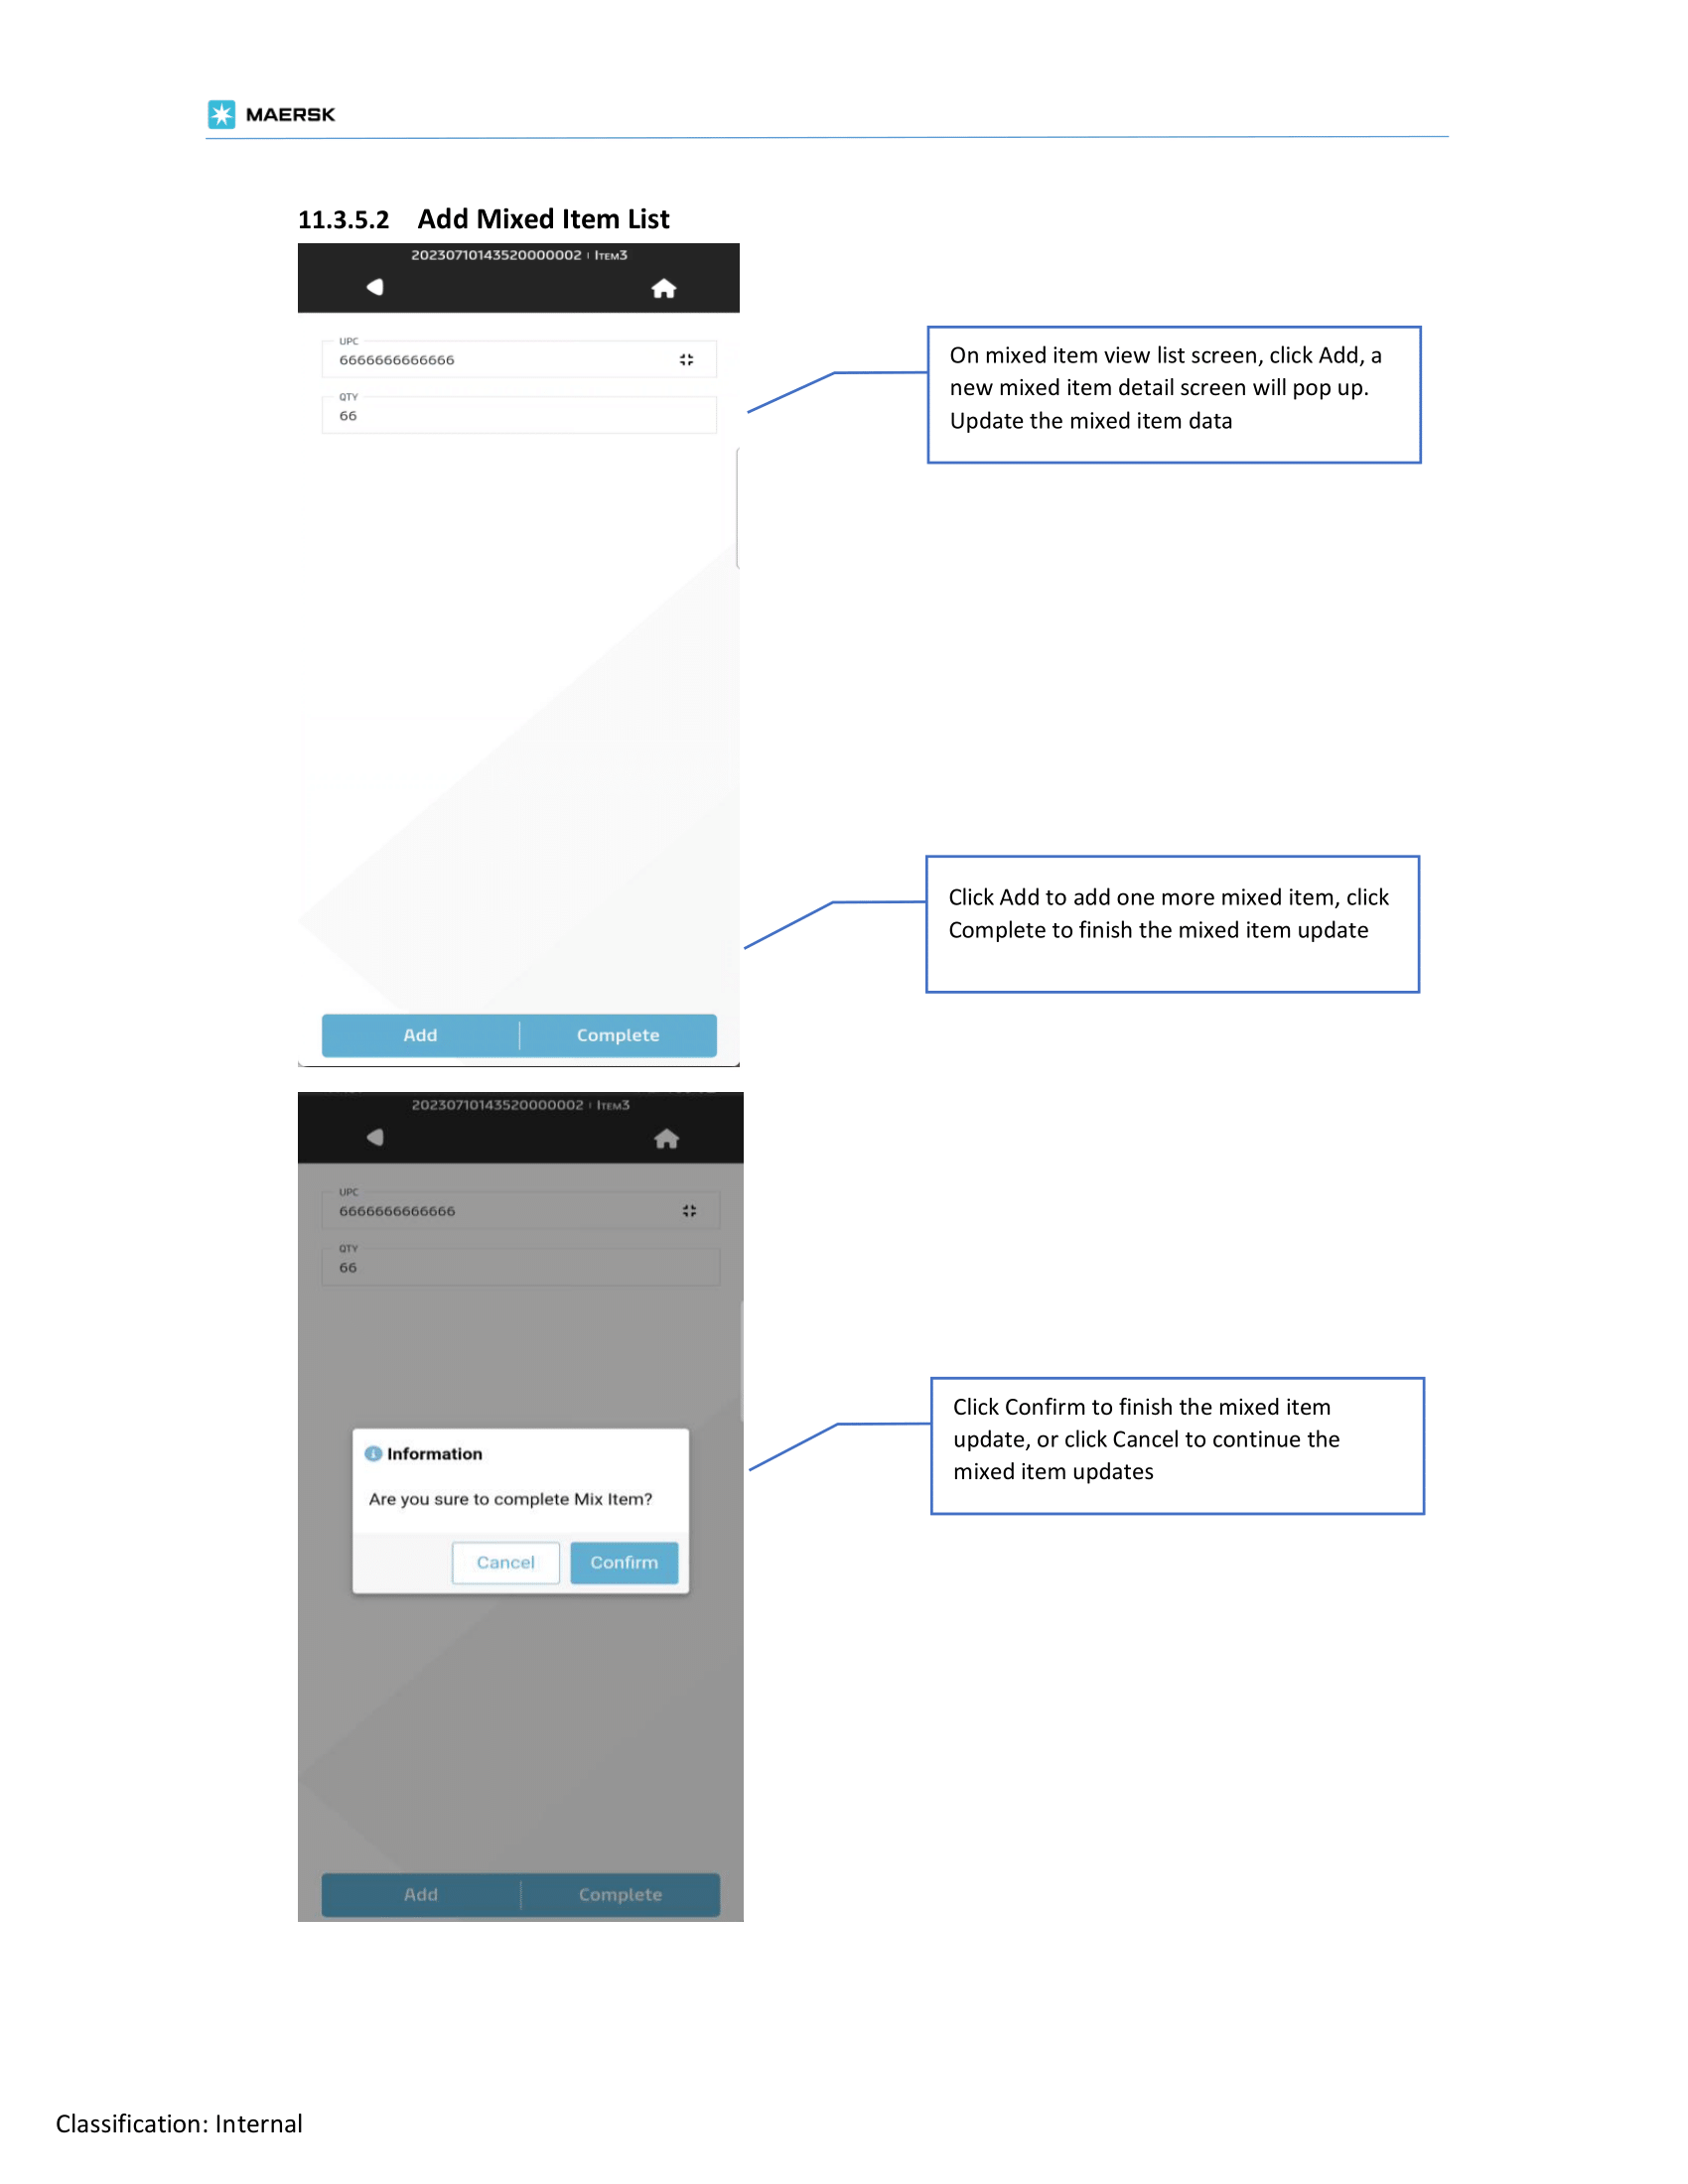 MAERSK
11.3.5.2 Add Mixed Item List
20230710143520000002 | ITEM3
UPC
6666666666666
QTY
66
Add | Complete
On mixed item view list screen, click Add, a
new mixed item detail screen will pop up.
Update the mixed item data
Click Add to add one more mixed item, click
Complete to finish the mixed item update
20230710143520000002 | ITEM3
UPC
6666666666666
QTY
66
Information
Are you sure to complete Mix Item?
Cancel Confirm
Add | Complete
Click Confirm to finish the mixed item
update, or click Cancel to continue the
mixed item updates
Classification: Internal